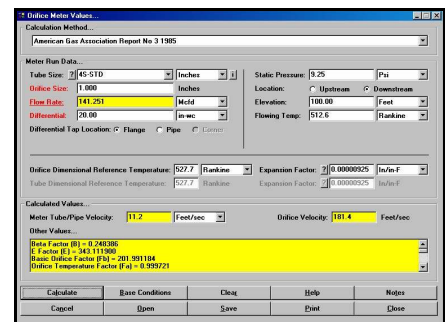 Orifice Meter Values...
Calculation Method...
American Gas Association Report No 3 1985
Meter Run Data...
Tube Size: ? 4S-STD Inches i
Static Pressure: 9.25 Psi
Orifice Size: 1.000 Inches
Location: Upstream Downstream
Flow Rate: 141.251 Mcfd
Elevation: 100.00 Feet
Differential: 20.00 in-wc
Flowing Temp: 512.6 Rankine
Differential Tap Location: Flange Pipe Corner
Orifice Dimensional Reference Temperature: 527.7 Rankine Expansion Factor: ? 0.00000925 In/in-F
Tube Dimensional Reference Temperature: 527.7 Rankine Expansion Factor: ? 0.00000925 In/in-F
Calculated Values...
Meter Tube/Pipe Velocity: 11.2 Feet/sec Orifice Velocity: 181.4 Feet/sec
Other Values...
Beta Factor (B) = 0.248386
E Factor (E) = 343.111900
Basic Orifice Factor (Fb) = 201.991184
Orifice Temperature Factor (Fa) = 0.999721
Calculate Base Conditions Clear Help Notes
Cancel Open Save Print Close